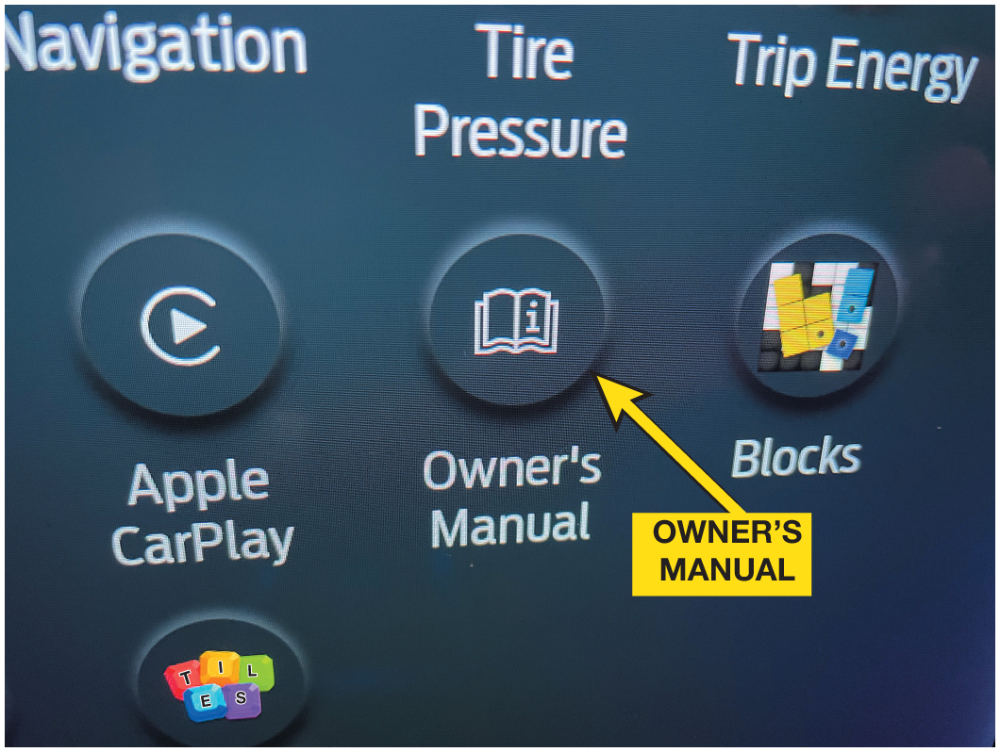 Navigation
Tire
Pressure
Trip Energy
i
Apple
CarPlay
Owner's
Manual
Blocks
OWNER’S
MANUAL
T I L
E S